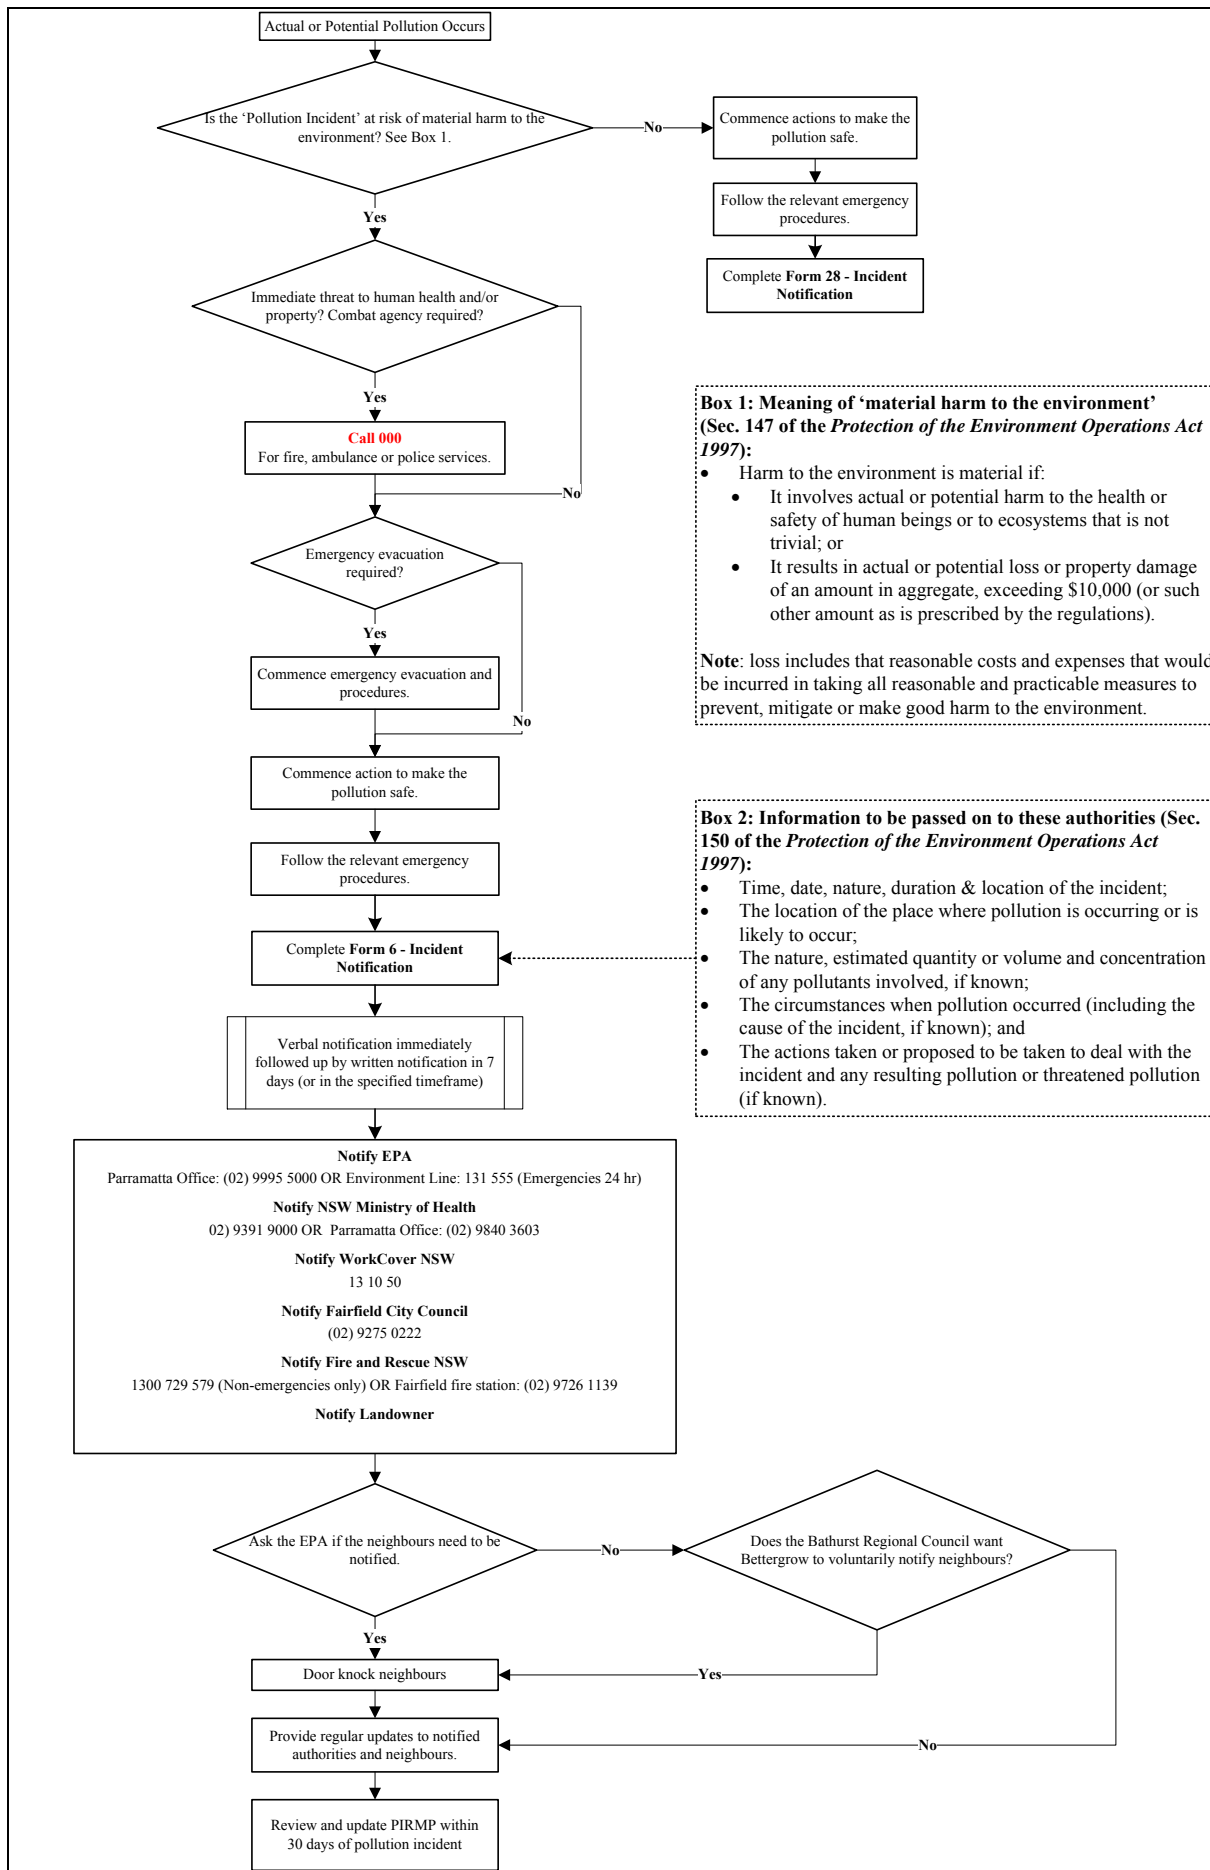 Actual or Potential Pollution Occurs
Is the ‘Pollution Incident’ at risk of material harm to the
environment? See Box 1.
No
Commence actions to make the
pollution safe.
Follow the relevant emergency
procedures.
Complete Form 28 - Incident
Notification
Yes
Immediate threat to human health and/or
property? Combat agency required?
Yes
Call 000
For fire, ambulance or police services.
No
Emergency evacuation
required?
Yes
Commence emergency evacuation and
procedures.
No
Commence action to make the
pollution safe.
Follow the relevant emergency
procedures.
Complete Form 6 - Incident
Notification
Verbal notification immediately
followed up by written notification in 7
days (or in the specified timeframe)
Box 1: Meaning of ‘material harm to the environment’
(Sec. 147 of the Protection of the Environment Operations Act
1997):
• Harm to the environment is material if:
• It involves actual or potential harm to the health or
safety of human beings or to ecosystems that is not
trivial; or
• It results in actual or potential loss or property damage
of an amount in aggregate, exceeding $10,000 (or such
other amount as is prescribed by the regulations).
Note: loss includes that reasonable costs and expenses that would
be incurred in taking all reasonable and practicable measures to
prevent, mitigate or make good harm to the environment.
Box 2: Information to be passed on to these authorities (Sec.
150 of the Protection of the Environment Operations Act
1997):
• Time, date, nature, duration & location of the incident;
• The location of the place where pollution is occurring or is
likely to occur;
• The nature, estimated quantity or volume and concentration
of any pollutants involved, if known;
• The circumstances when pollution occurred (including the
cause of the incident, if known); and
• The actions taken or proposed to be taken to deal with the
incident and any resulting pollution or threatened pollution
(if known).
Notify EPA
Parramatta Office: (02) 9995 5000 OR Environment Line: 131 555 (Emergencies 24 hr)
Notify NSW Ministry of Health
02) 9391 9000 OR Parramatta Office: (02) 9840 3603
Notify WorkCover NSW
13 10 50
Notify Fairfield City Council
(02) 9275 0222
Notify Fire and Rescue NSW
1300 729 579 (Non-emergencies only) OR Fairfield fire station: (02) 9726 1139
Notify Landowner
Ask the EPA if the neighbours need to be
notified.
No
Does the Bathurst Regional Council want
Bettergrow to voluntarily notify neighbours?
Yes
Door knock neighbours
Yes
Provide regular updates to notified
authorities and neighbours.
No
Review and update PIRMP within
30 days of pollution incident